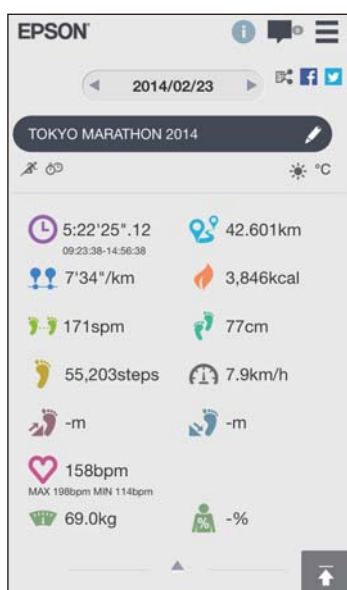 EPSON
2014/02/23
TOKYO MARATHON 2014
°C
5:22'25".12
42.601km
09:23:38-14:56:38
7'34"/km
3,846kcal
171spm
77cm
55,203steps
7.9km/h
-m
-m
158bpm
MAX 198bpm MIN 114bpm
69.0kg
-%